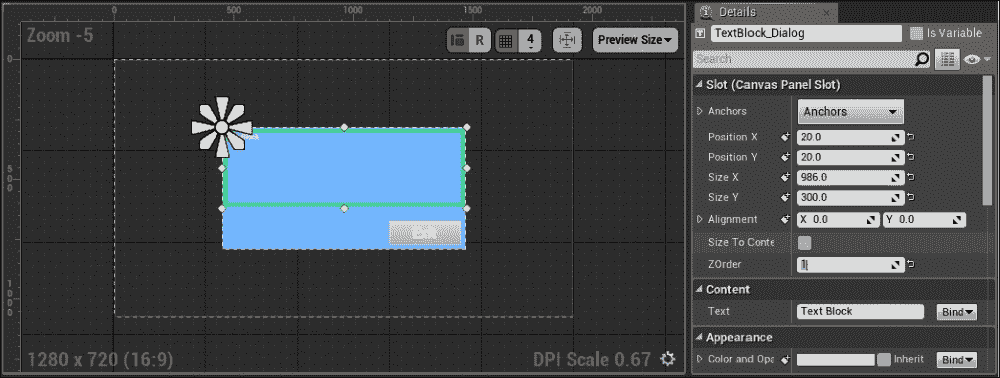 0
500
1000
1500
2000
Zoom -5
R
4
Preview Size
0
500
1000
1280 x 720 (16:9)
DPI Scale 0.67
Details
TextBlock_Dialog
Is Variable
Search
Slot (Canvas Panel Slot)
Anchors
Anchors
Position X
20.0
Position Y
20.0
Size X
986.0
Size Y
300.0
Alignment
X 0.0
Y 0.0
Size To Conte
ZOrder
1
Content
Text
Text Block
Bind
Appearance
Color and Opa
Inherit
Bind